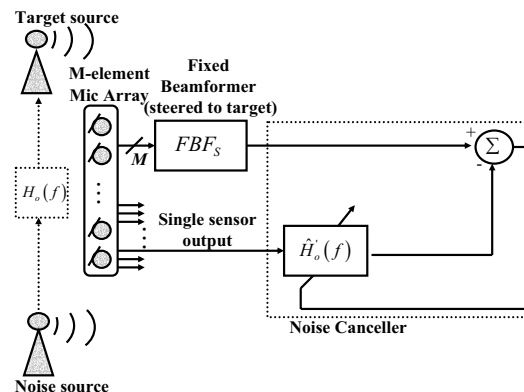 Target source
M-element
Mic Array
Fixed
Beamformer
(steered to target)
M
FBF_S
+
Σ
-
H_o(f)
Single sensor
output
Ĥ'_o(f)
Noise Canceller
Noise source